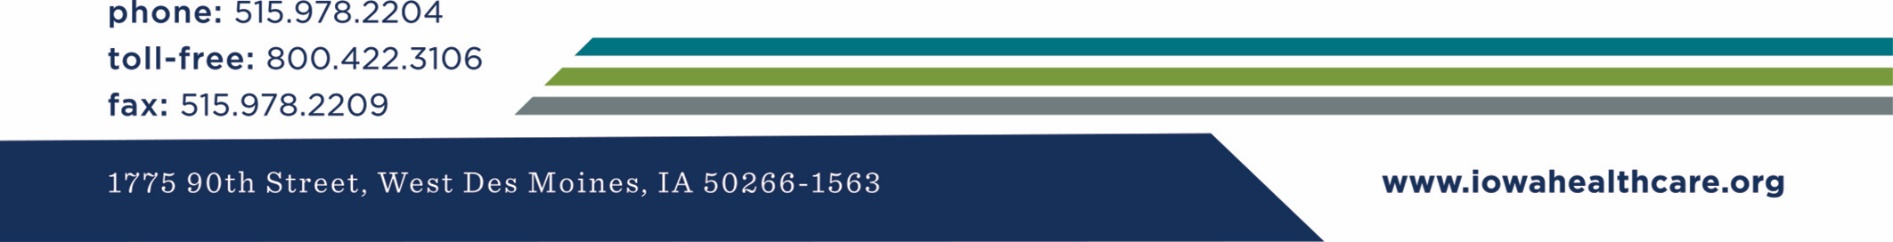 phone: 515.978.2204
toll-free: 800.422.3106
fax: 515.978.2209
1775 90th Street, West Des Moines, IA 50266-1563
www.iowahealthcare.org